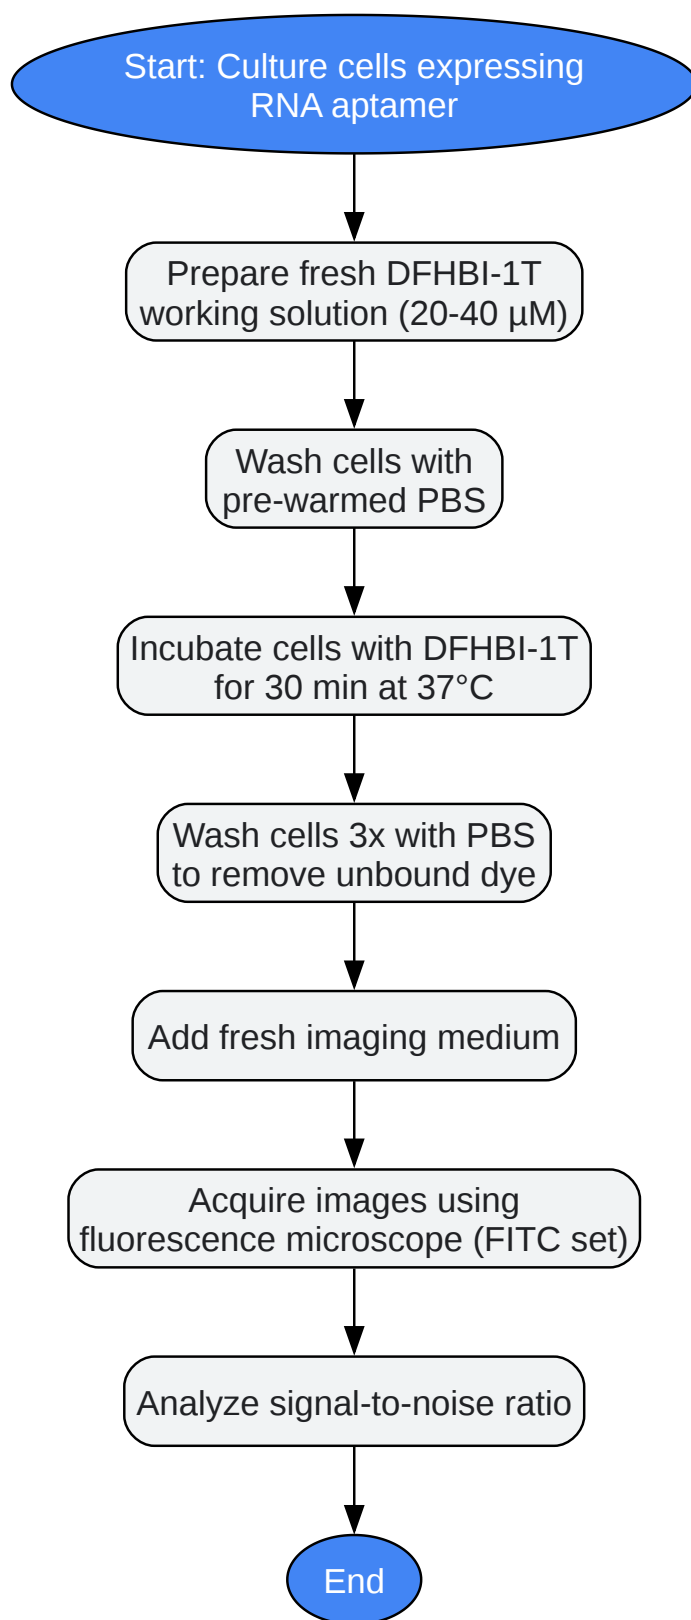 Start: Culture cells expressing
RNA aptamer
Prepare fresh DFHBI-1T
working solution (20-40 µM)
Wash cells with
pre-warmed PBS
Incubate cells with DFHBI-1T
for 30 min at 37°C
Wash cells 3x with PBS
to remove unbound dye
Add fresh imaging medium
Acquire images using
fluorescence microscope (FITC set)
Analyze signal-to-noise ratio
End